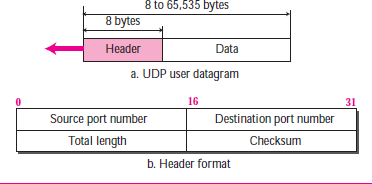 8 to 65,535 bytes
8 bytes
Header Data
a. UDP user datagram
0 16 31
Source port number Destination port number
Total length Checksum
b. Header format